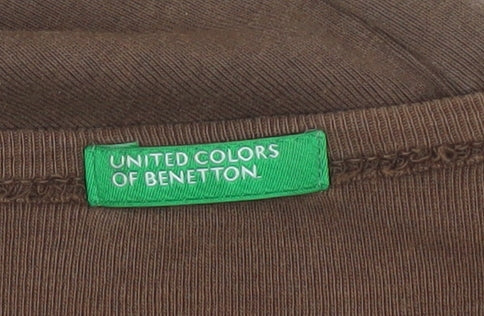 UNITED COLORS
OF BENETTON.